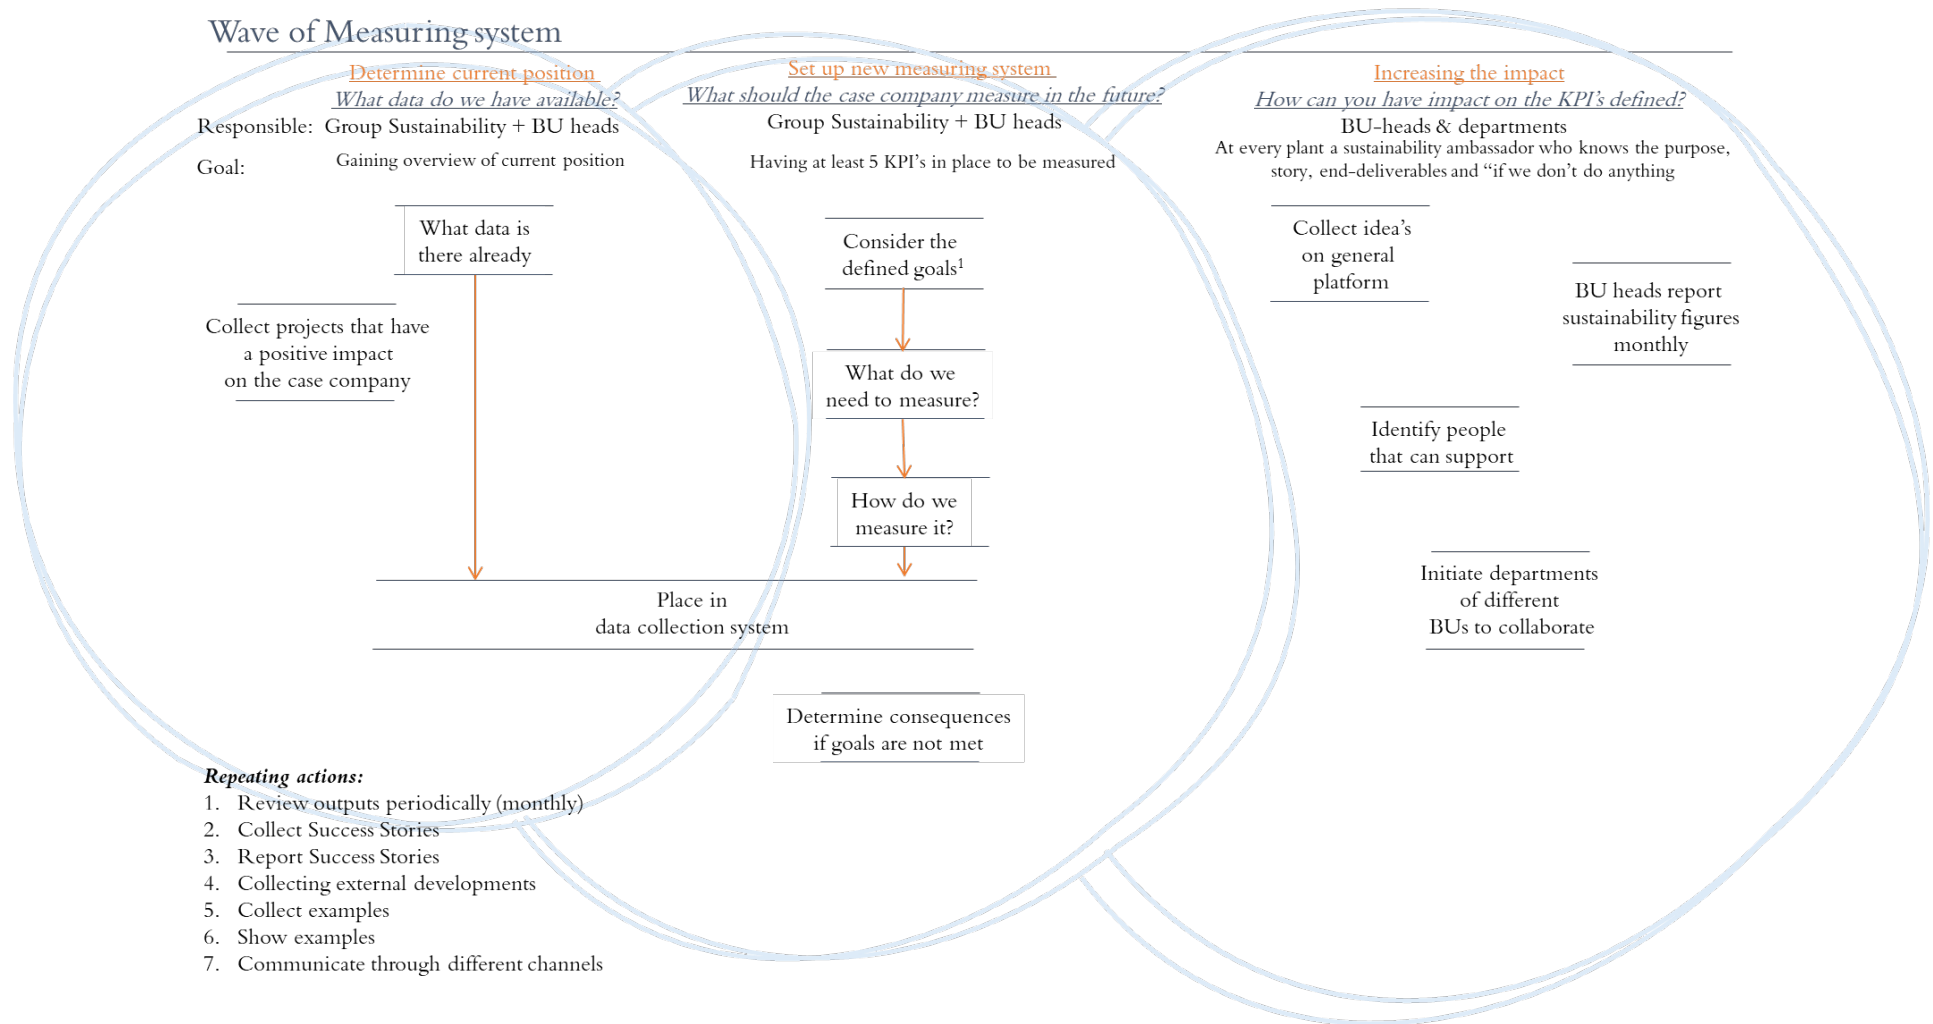 Wave of Measuring system
Determine current position
What data do we have available?
Responsible: Group Sustainability + BU heads
Goal: Gaining overview of current position
Set up new measuring system
What should the case company measure in the future?
Group Sustainability + BU heads
Having at least 5 KPI's in place to be measured
Increasing the impact
How can you have impact on the KPI's defined?
BU-heads & departments
At every plant a sustainability ambassador who knows the purpose,
story, end-deliverables and “if we don't do anything
What data is
there already
Collect projects that have
a positive impact
on the case company
Consider the
defined goals¹
What do we
need to measure?
How do we
measure it?
Place in
data collection system
Determine consequences
if goals are not met
Collect idea's
on general
platform
BU heads report
sustainability figures
monthly
Identify people
that can support
Initiate departments
of different
BUs to collaborate
Repeating actions:
1. Review outputs periodically (monthly)
2. Collect Success Stories
3. Report Success Stories
4. Collecting external developments
5. Collect examples
6. Show examples
7. Communicate through different channels